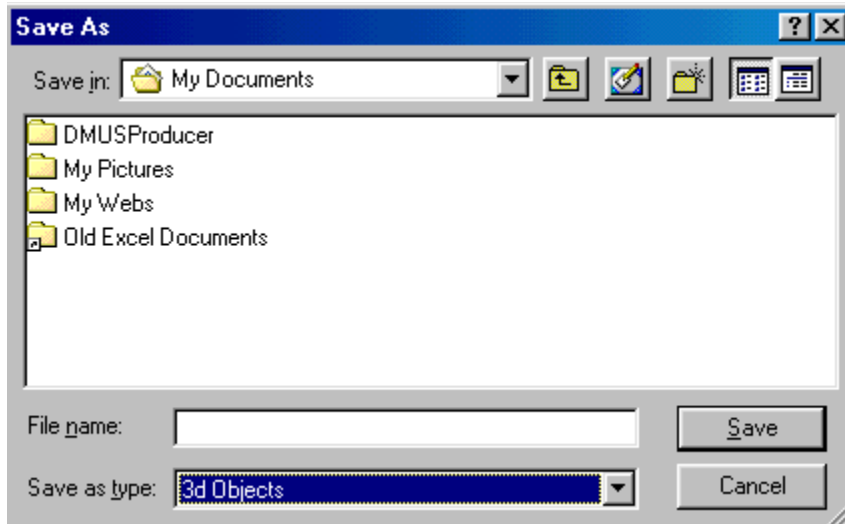 Save As
Save in: My Documents
DMUSProducer
My Pictures
My Webs
Old Excel Documents
File name:
Save
Save as type: 3d Objects
Cancel